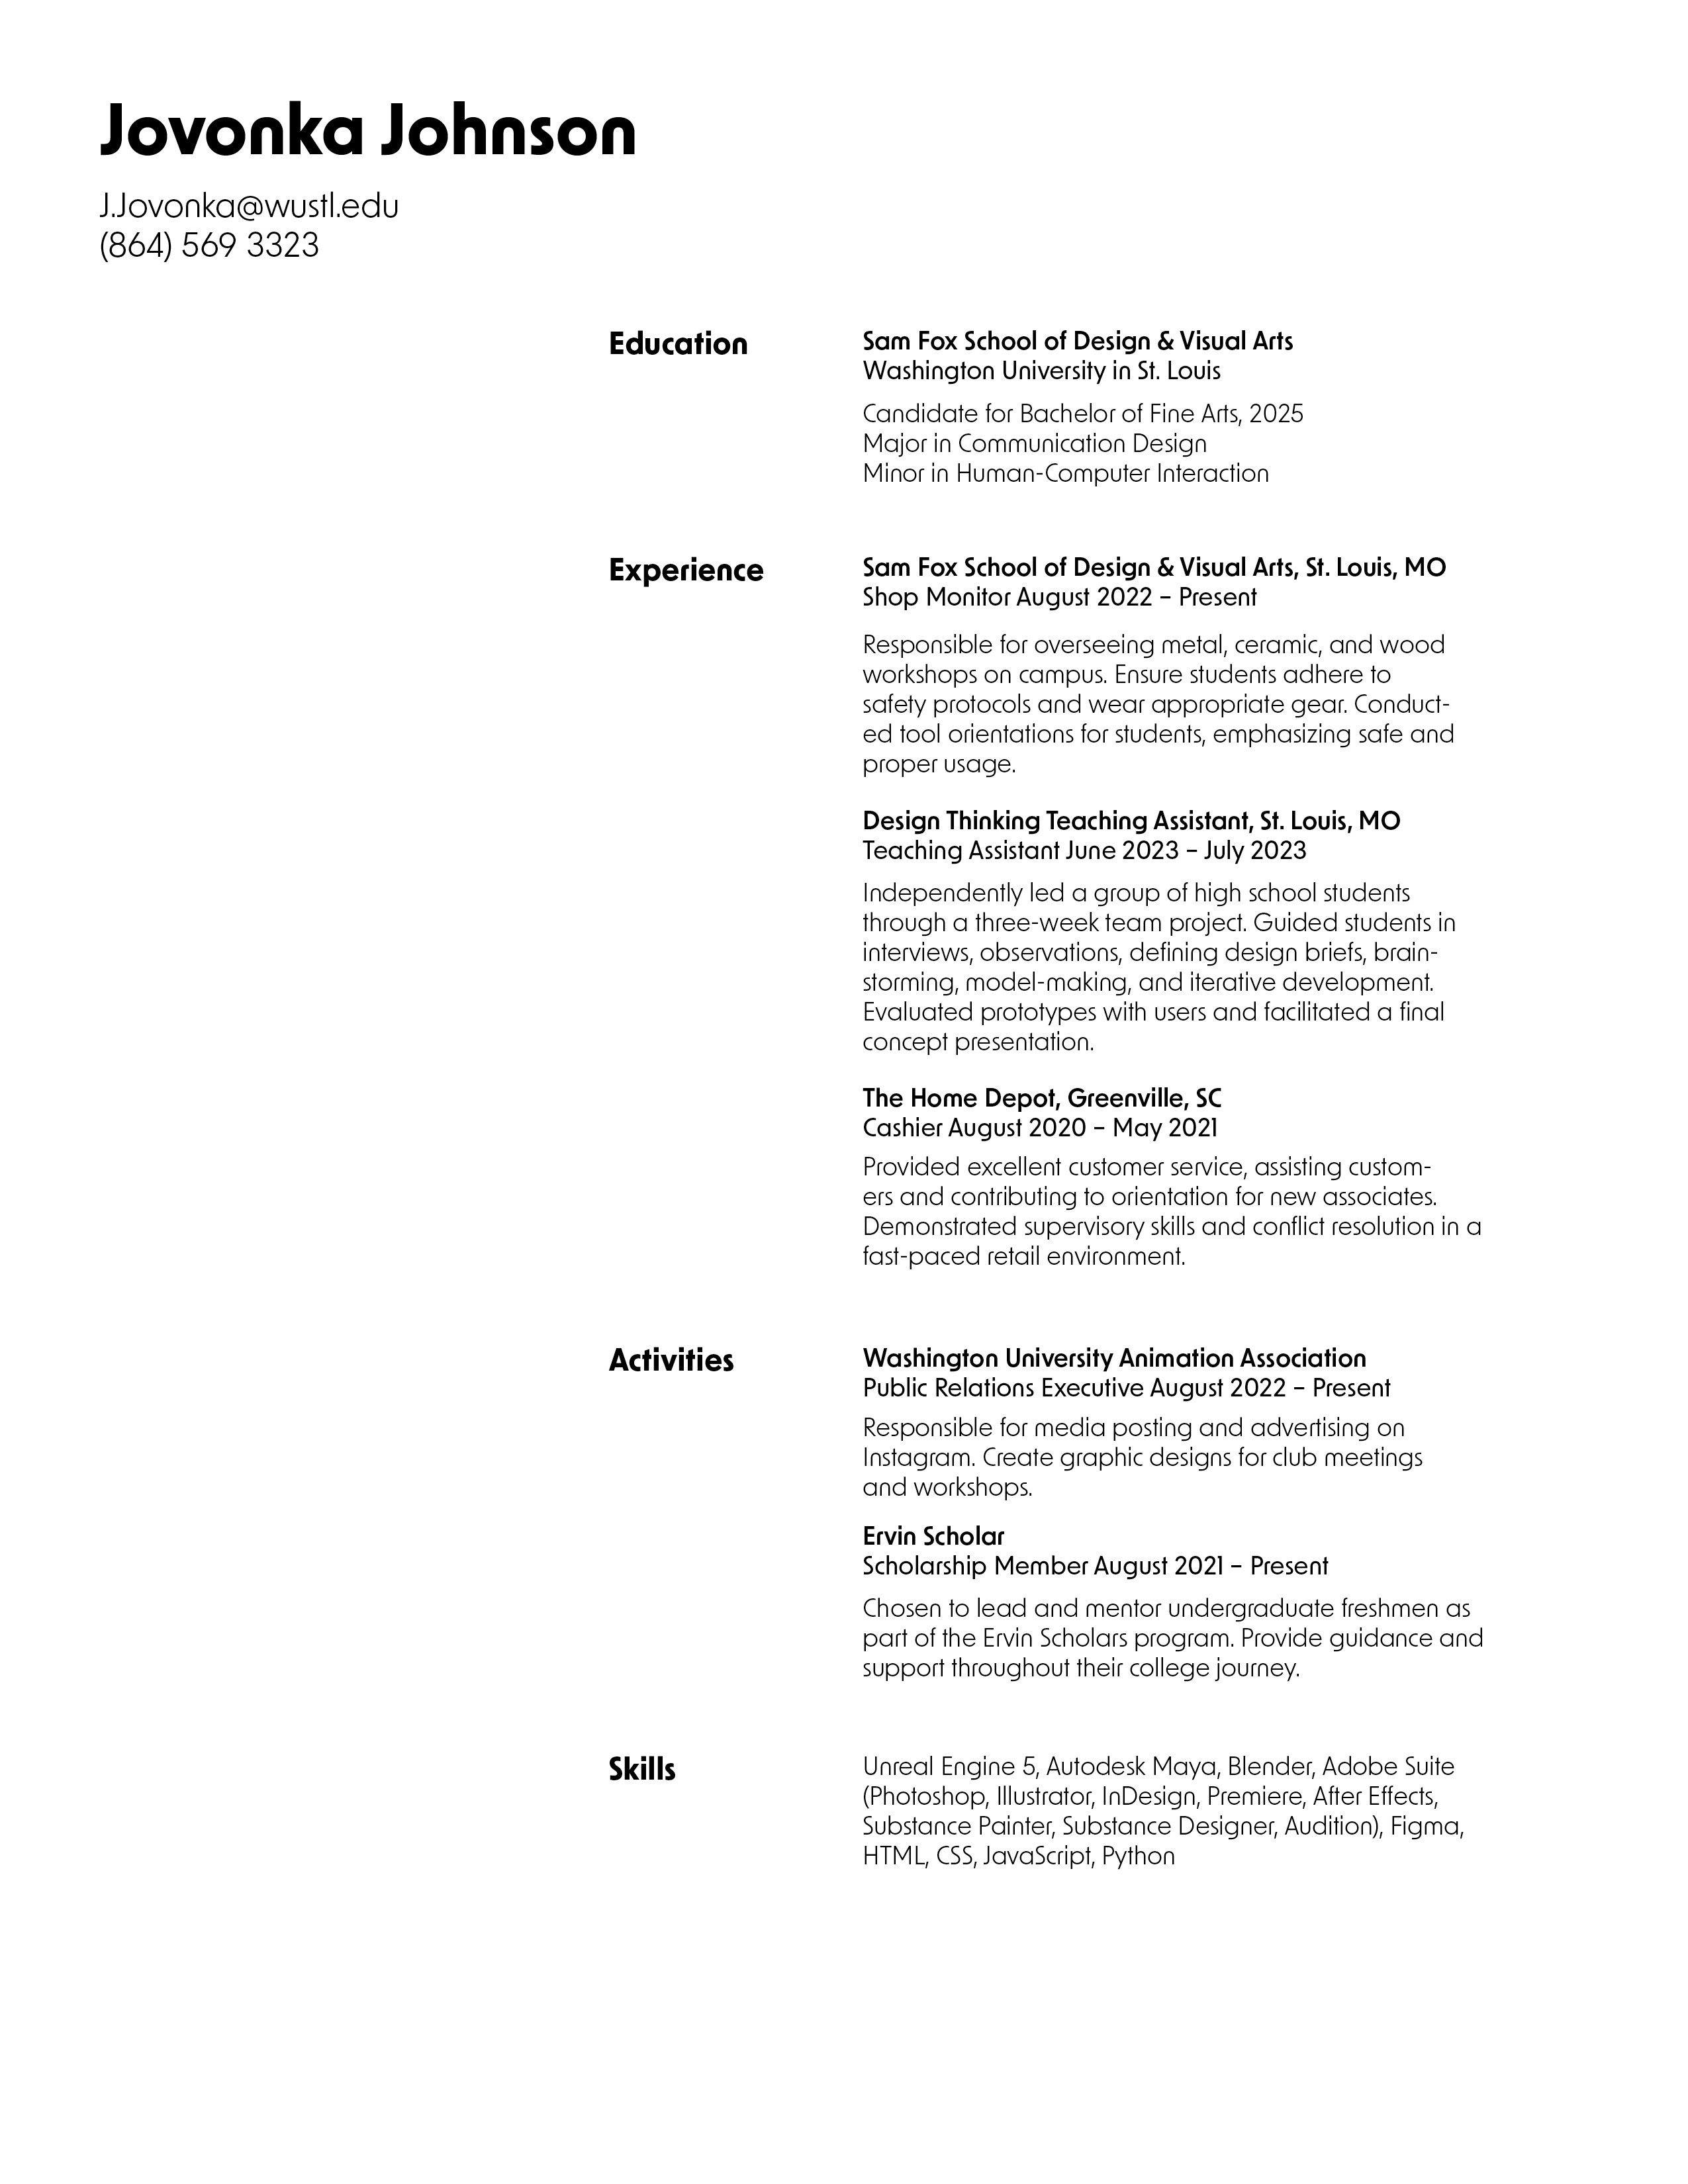 Jovonka Johnson
J.Jovonka@wustl.edu
(864) 569 3323
Education
Sam Fox School of Design & Visual Arts
Washington University in St. Louis
Candidate for Bachelor of Fine Arts, 2025
Major in Communication Design
Minor in Human-Computer Interaction
Experience
Sam Fox School of Design & Visual Arts, St. Louis, MO
Shop Monitor August 2022 – Present
Responsible for overseeing metal, ceramic, and wood
workshops on campus. Ensure students adhere to
safety protocols and wear appropriate gear. Conduct-
ed tool orientations for students, emphasizing safe and
proper usage.
Design Thinking Teaching Assistant, St. Louis, MO
Teaching Assistant June 2023 – July 2023
Independently led a group of high school students
through a three-week team project. Guided students in
interviews, observations, defining design briefs, brain-
storming, model-making, and iterative development.
Evaluated prototypes with users and facilitated a final
concept presentation.
The Home Depot, Greenville, SC
Cashier August 2020 – May 2021
Provided excellent customer service, assisting custom-
ers and contributing to orientation for new associates.
Demonstrated supervisory skills and conflict resolution in a
fast-paced retail environment.
Activities
Washington University Animation Association
Public Relations Executive August 2022 – Present
Responsible for media posting and advertising on
Instagram. Create graphic designs for club meetings
and workshops.
Ervin Scholar
Scholarship Member August 2021 – Present
Chosen to lead and mentor undergraduate freshmen as
part of the Ervin Scholars program. Provide guidance and
support throughout their college journey.
Skills
Unreal Engine 5, Autodesk Maya, Blender, Adobe Suite
(Photoshop, Illustrator, InDesign, Premiere, After Effects,
Substance Painter, Substance Designer, Audition), Figma,
HTML, CSS, JavaScript, Python